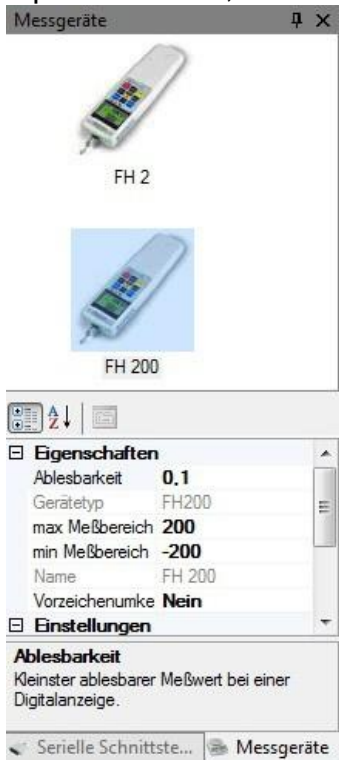 Messgeräte
FH 2
FH 200
Eigenschaften
Ablesbarkeit 0,1
Gerätetyp FH200
max Meßbereich 200
min Meßbereich -200
Name FH 200
Vorzeichenumke Nein
Einstellungen
Ablesbarkeit
Kleinster ablesbarer Meßwert bei einer
Digitalanzeige.
Serielle Schnittste... Messgeräte